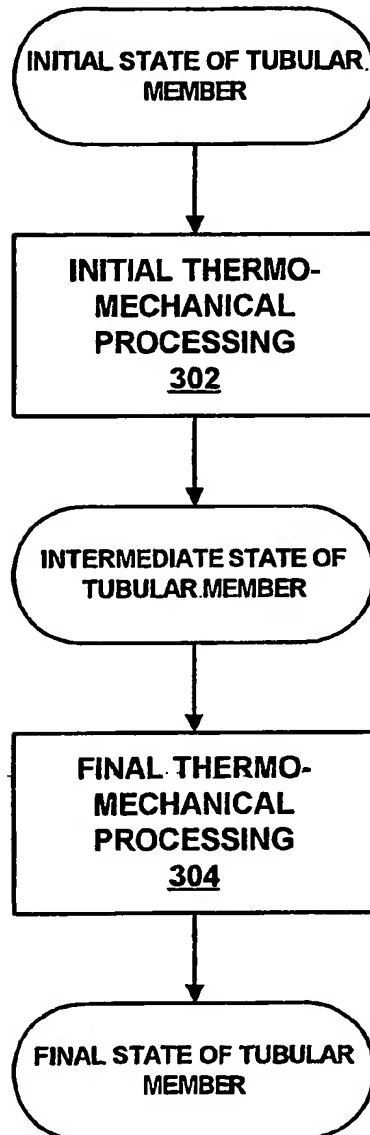 INITIAL STATE OF TUBULAR
MEMBER
INITIAL THERMO-
MECHANICAL
PROCESSING
302
INTERMEDIATE STATE OF
TUBULAR MEMBER
FINAL THERMO-
MECHANICAL
PROCESSING
304
FINAL STATE OF TUBULAR
MEMBER